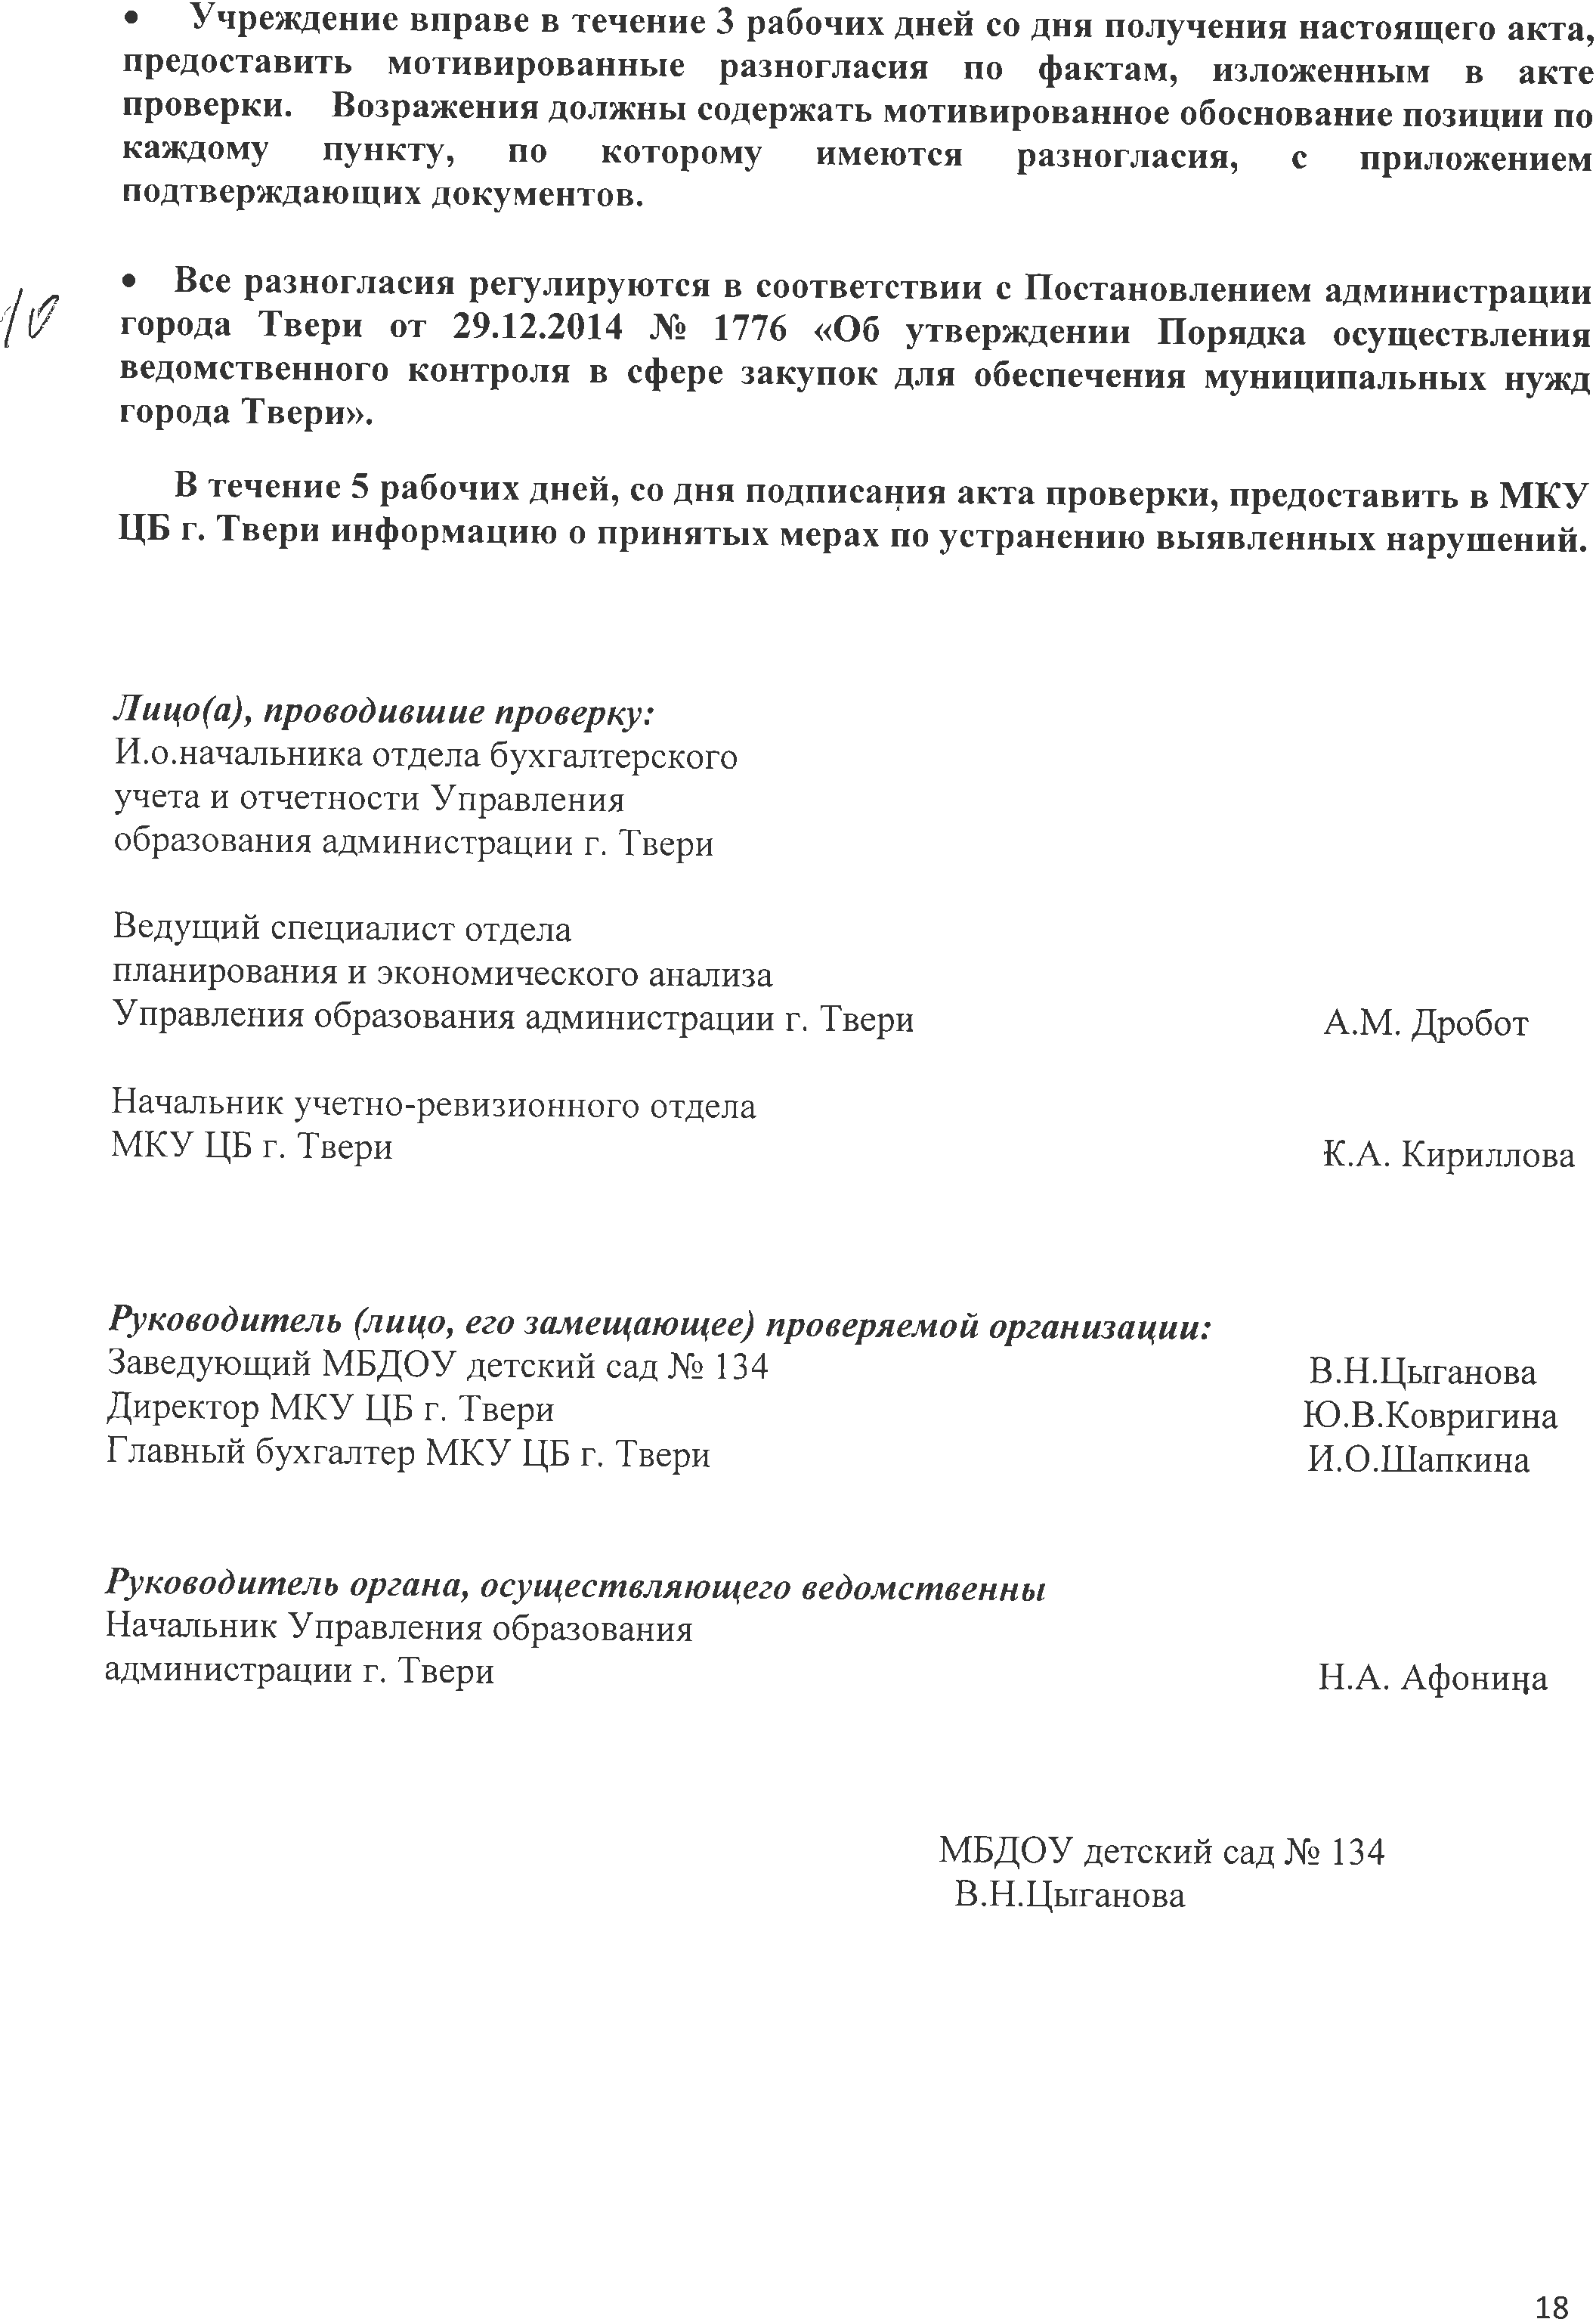 • Учреждение вправе в течение 3 рабочих дней со дня получения настоящего акта,
предоставить мотивированные разногласия по фактам, изложенным в акте
проверки. Возражения должны содержать мотивированное обоснование позиции по
каждому пункту, по которому имеются разногласия, с приложением
подтверждающих документов.
• Все разногласия регулируются в соответствии с Постановлением администрации
города Твери от 29.12.2014 № 1776 «Об утверждении Порядка осуществления
ведомственного контроля в сфере закупок для обеспечения муниципальных нужд
города Твери».
В течение 5 рабочих дней, со дня подписания акта проверки, предоставить в МКУ
ЦБ г. Твери информацию о принятых мерах по устранению выявленных нарушений.
Лицо(а), проводившие проверку:
И.о.начальника отдела бухгалтерского
учета и отчетности Управления
образования администрации г. Твери
Ведущий специалист отдела
планирования и экономического анализа
Управления образования администрации г. Твери А.М. Дробот
Начальник учетно-ревизионного отдела
МКУ ЦБ г. Твери К.А. Кириллова
Руководитель (лицо, его замещающее) проверяемой организации:
Заведующий МБДОУ детский сад № 134 В.Н.Цыганова
Директор МКУ ЦБ г. Твери Ю.В.Ковригина
Главный бухгалтер МКУ ЦБ г. Твери И.О.Шапкина
Руководитель органа, осуществляющего ведомственны
Начальник Управления образования
администрации г. Твери Н.А. Афонина
МБДОУ детский сад № 134
В.Н.Цыганова
18